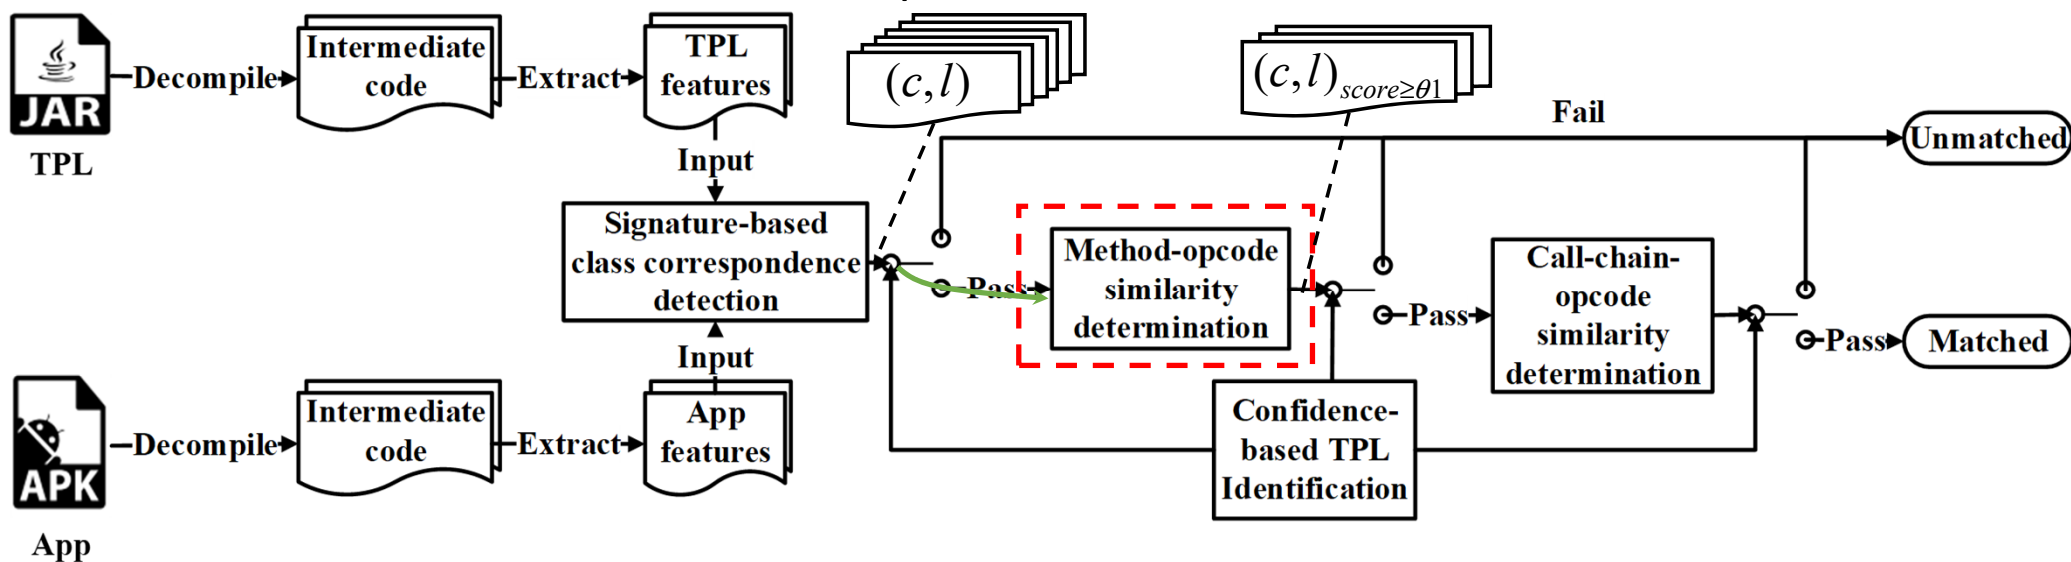 JAR
TPL
Decompile
Intermediate
code
Extract
TPL
features
Input
(c,l)
(c,l)score≥θ1
Fail
Unmatched
Signature-based
class correspondence
detection
Pass
Method-opcode
similarity
determination
Pass
Call-chain-
opcode
similarity
determination
Pass
Matched
Input
APK
App
Decompile
Intermediate
code
Extract
App
features
Confidence-
based TPL
Identification